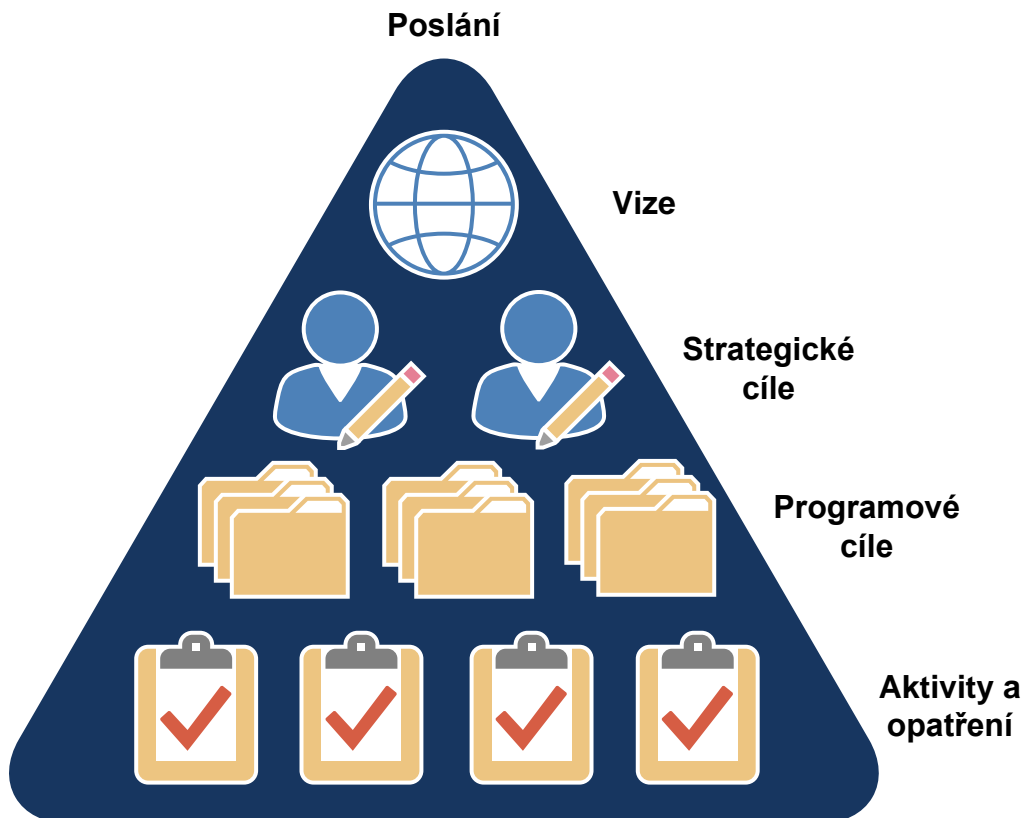 Poslání
Vize
Strategické
cíle
Programové
cíle
Aktivity a
opatření